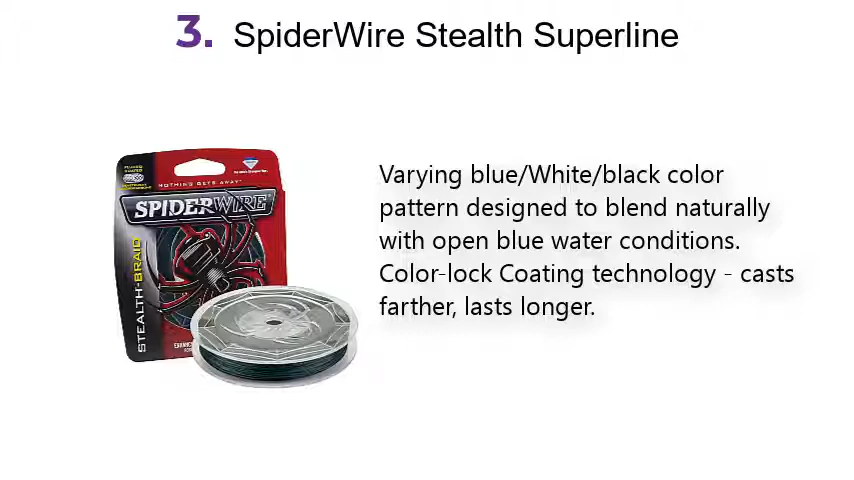 3. SpiderWire Stealth Superline
NOTHING GETS AWAY
SPIDERWIRE
STEALTH-BRAID
Varying blue/White/black color
pattern designed to blend naturally
with open blue water conditions.
Color-lock Coating technology - casts
farther, lasts longer.